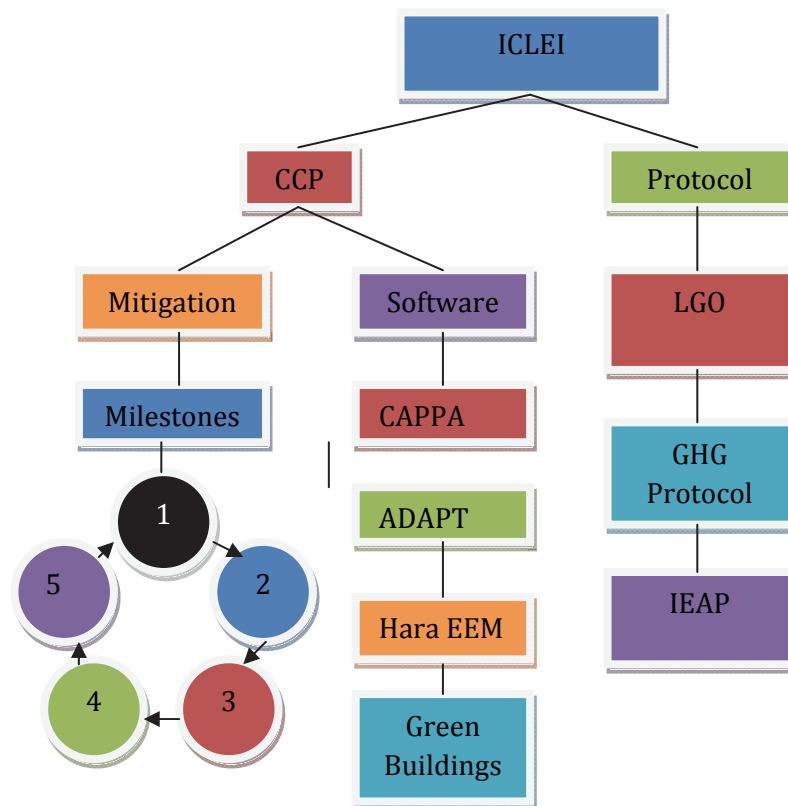 ICLEI
CCP
Protocol
Mitigation
Software
LGO
Milestones
CAPPA
GHG
Protocol
1
ADAPT
5
2
IEAP
Hara EEM
4
3
Green
Buildings